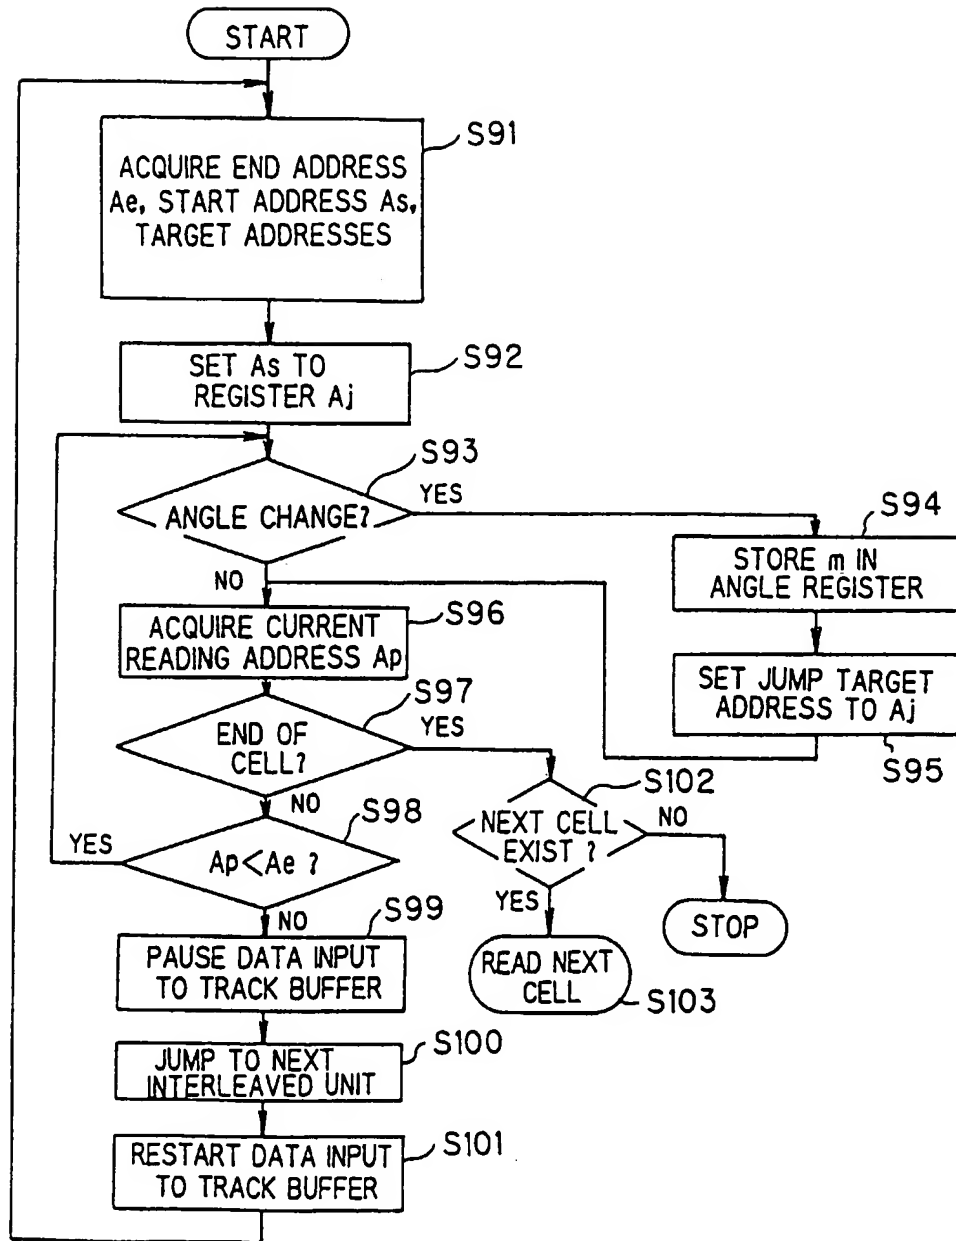 START
S91
ACQUIRE END ADDRESS
Ae, START ADDRESS As,
TARGET ADDRESSES
S92
SET As TO
REGISTER Aj
S93
ANGLE CHANGE?
YES
NO
S94
STORE m IN
ANGLE REGISTER
S96
ACQUIRE CURRENT
READING ADDRESS Ap
SET JUMP TARGET
ADDRESS TO Aj
S95
S97
END OF
CELL?
YES
NO
S102
NEXT CELL
EXIST ?
NO
YES
S98
Ap<Ae ?
YES
NO
STOP
READ NEXT
CELL
S103
S99
PAUSE DATA INPUT
TO TRACK BUFFER
S100
JUMP TO NEXT
INTERLEAVED UNIT
S101
RESTART DATA INPUT
TO TRACK BUFFER